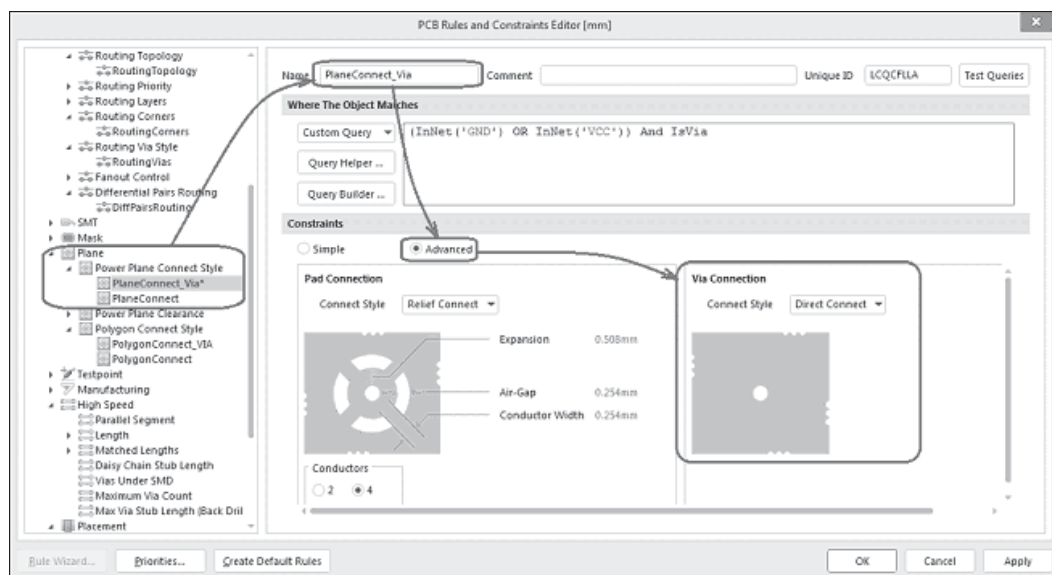 PCB Rules and Constraints Editor [mm]
Routing Topology
RoutingTopology
Routing Priority
Routing Layers
Routing Corners
RoutingCorners
Routing Via Style
RoutingVias
Fanout Control
Differential Pairs Routing
DiffPairsRouting
SMT
Mask
Plane
Power Plane Connect Style
PlaneConnect_Via*
PlaneConnect
Power Plane Clearance
Polygon Connect Style
PolygonConnect_VIA
PolygonConnect
Testpoint
Manufacturing
High Speed
Parallel Segment
Length
Matched Lengths
Daisy Chain Stub Length
Vias Under SMD
Maximum Via Count
Max Via Stub Length (Back Dril
Placement
Name PlaneConnect_Via Comment Unique ID LCQCFLLA Test Queries
Where The Object Matches
Custom Query (InNet('GND') OR InNet('VCC')) And IsVia
Query Helper ...
Query Builder ...
Constraints
Simple Advanced
Pad Connection
Connect Style Relief Connect
Expansion 0.508mm
Air-Gap 0.254mm
Conductor Width 0.254mm
Conductors
2 4
Via Connection
Connect Style Direct Connect
Rule Wizard... Priorities... Create Default Rules OK Cancel Apply